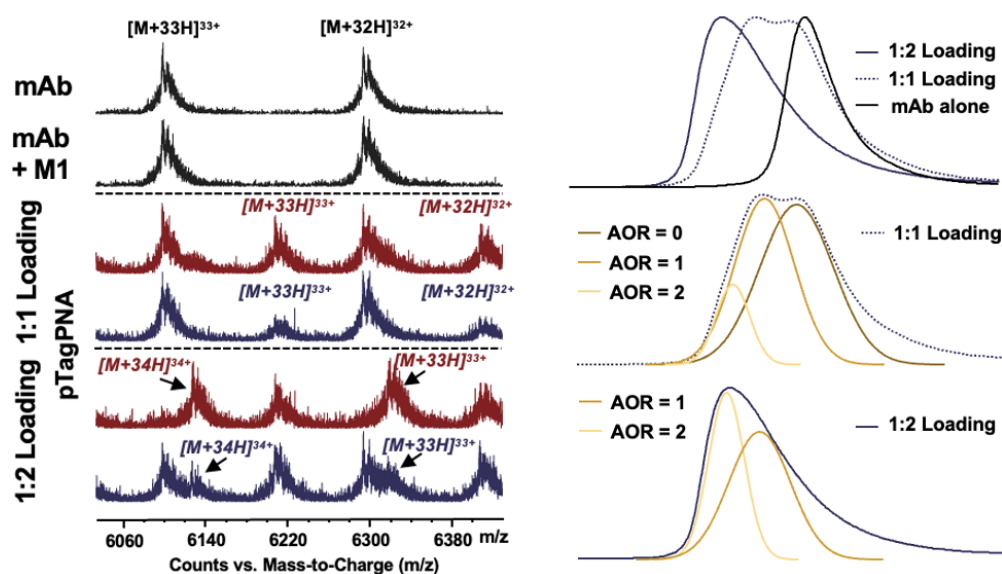 [M+33H]³³⁺
[M+32H]³²⁺
mAb
mAb
+ M1
1:1 Loading
1:2 Loading
pTagPNA
[M+33H]³³⁺
[M+32H]³²⁺
[M+33H]³³⁺
[M+32H]³²⁺
[M+34H]³⁴⁺
[M+33H]³³⁺
[M+34H]³⁴⁺
[M+33H]³³⁺
6060 6140 6220 6300 6380 m/z
Counts vs. Mass-to-Charge (m/z)
1:2 Loading
1:1 Loading
mAb alone
AOR = 0
AOR = 1
AOR = 2
1:1 Loading
AOR = 1
AOR = 2
1:2 Loading